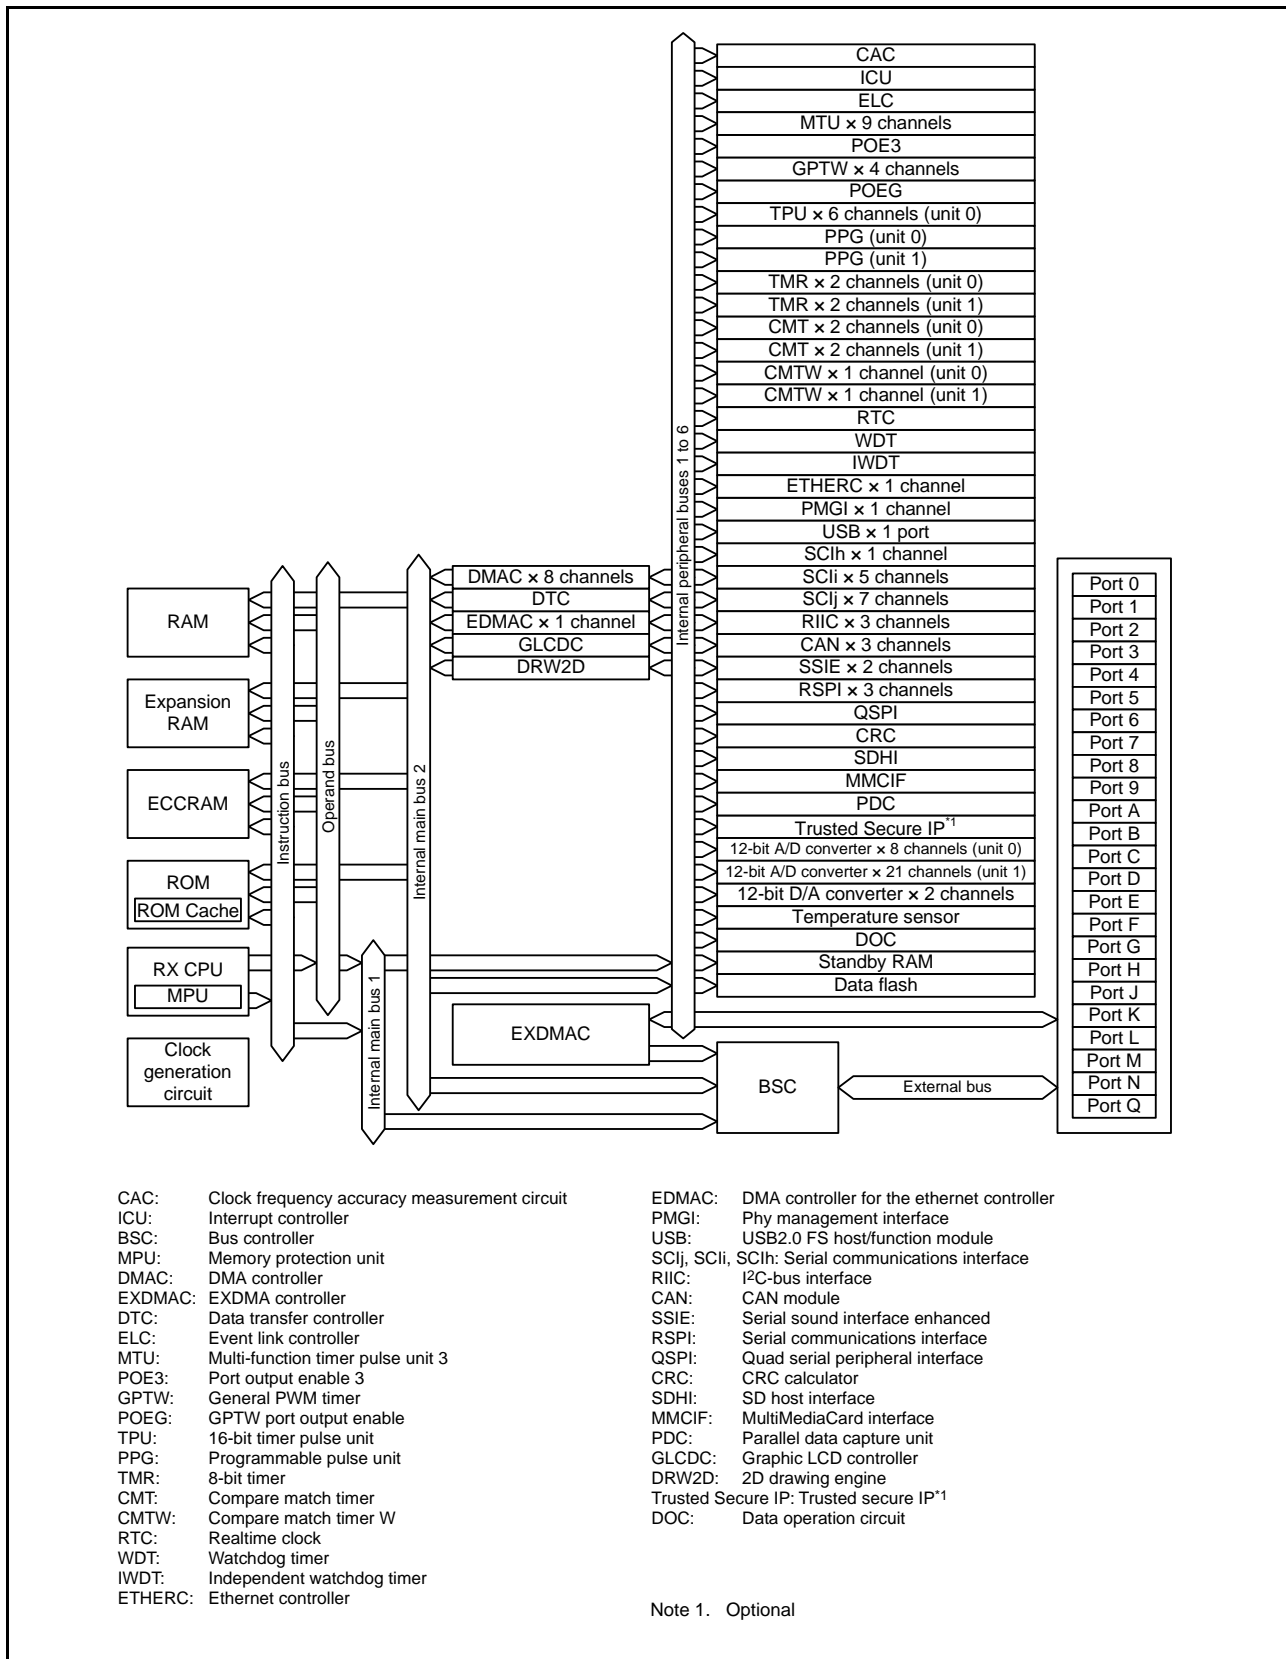 CAC
ICU
ELC
MTU × 9 channels
POE3
GPTW × 4 channels
POEG
TPU × 6 channels (unit 0)
PPG (unit 0)
PPG (unit 1)
TMR × 2 channels (unit 0)
TMR × 2 channels (unit 1)
CMT × 2 channels (unit 0)
CMT × 2 channels (unit 1)
CMTW × 1 channel (unit 0)
CMTW × 1 channel (unit 1)
RTC
WDT
IWDT
ETHERC × 1 channel
PMGI × 1 channel
USB × 1 port
SCIh × 1 channel
SCIi × 5 channels
SCIj × 7 channels
RIIC × 3 channels
CAN × 3 channels
SSIE × 2 channels
RSPI × 3 channels
QSPI
CRC
SDHI
MMCIF
PDC
Trusted Secure IP*1
12-bit A/D converter × 8 channels (unit 0)
12-bit A/D converter × 21 channels (unit 1)
12-bit D/A converter × 2 channels
Temperature sensor
DOC
Standby RAM
Data flash
Internal peripheral buses 1 to 6
DMAC × 8 channels
DTC
EDMAC × 1 channel
GLCDC
DRW2D
RAM
Expansion
RAM
ECCRAM
ROM
ROM Cache
RX CPU
MPU
Clock
generation
circuit
Instruction bus
Operand bus
Internal main bus 1
Internal main bus 2
EXDMAC
BSC
External bus
Port 0
Port 1
Port 2
Port 3
Port 4
Port 5
Port 6
Port 7
Port 8
Port 9
Port A
Port B
Port C
Port D
Port E
Port F
Port G
Port H
Port J
Port K
Port L
Port M
Port N
Port Q
CAC: Clock frequency accuracy measurement circuit
ICU: Interrupt controller
BSC: Bus controller
MPU: Memory protection unit
DMAC: DMA controller
EXDMAC: EXDMA controller
DTC: Data transfer controller
ELC: Event link controller
MTU: Multi-function timer pulse unit 3
POE3: Port output enable 3
GPTW: General PWM timer
POEG: GPTW port output enable
TPU: 16-bit timer pulse unit
PPG: Programmable pulse unit
TMR: 8-bit timer
CMT: Compare match timer
CMTW: Compare match timer W
RTC: Realtime clock
WDT: Watchdog timer
IWDT: Independent watchdog timer
ETHERC: Ethernet controller
EDMAC: DMA controller for the ethernet controller
PMGI: Phy management interface
USB: USB2.0 FS host/function module
SCIj, SCIi, SCIh: Serial communications interface
RIIC: I2C-bus interface
CAN: CAN module
SSIE: Serial sound interface enhanced
RSPI: Serial communications interface
QSPI: Quad serial peripheral interface
CRC: CRC calculator
SDHI: SD host interface
MMCIF: MultiMediaCard interface
PDC: Parallel data capture unit
GLCDC: Graphic LCD controller
DRW2D: 2D drawing engine
Trusted Secure IP: Trusted secure IP*1
DOC: Data operation circuit
Note 1. Optional